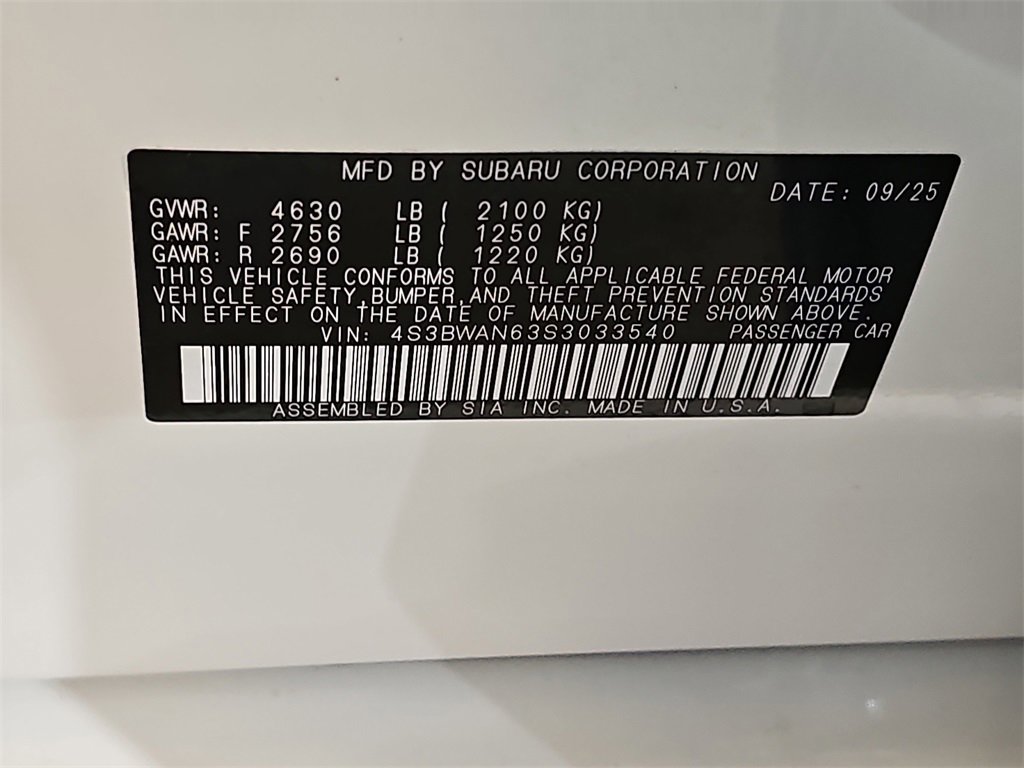 MFD BY SUBARU CORPORATION
DATE: 09/25
GVWR: 4630 LB ( 2100 KG)
GAWR: F 2756 LB ( 1250 KG)
GAWR: R 2690 LB ( 1220 KG)
THIS VEHICLE CONFORMS TO ALL APPLICABLE FEDERAL MOTOR
VEHICLE SAFETY,BUMPER,AND THEFT PREVENTION STANDARDS
IN EFFECT ON THE DATE OF MANUFACTURE SHOWN ABOVE.
VIN: 4S3BWAN63S3033540 PASSENGER CAR
ASSEMBLED BY SIA INC. MADE IN U.S.A.